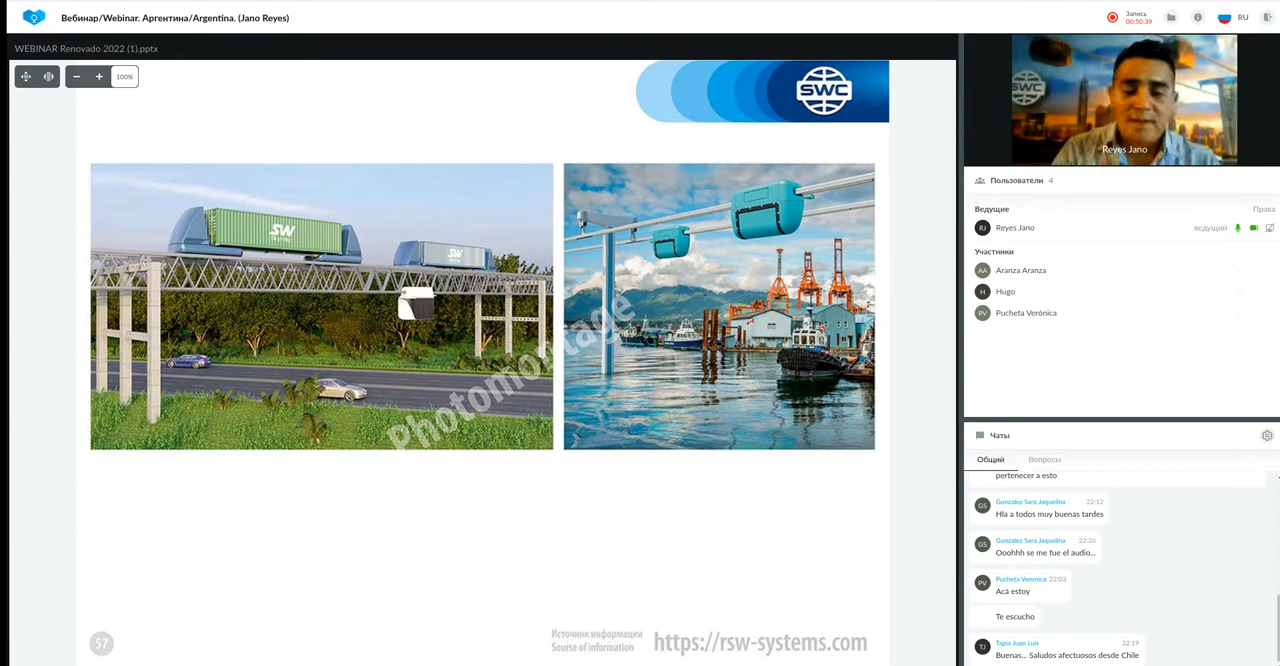 Вебинар/Webinar. Аргентина/Argentina. (Jano Reyes)
Запись
00:50:39
RU
WEBINAR Renovado 2022 (1).pptx
100%
SWC
SW
SW
Photomontage
57
Источник информации
Sourse of information
https://rsw-systems.com
SWC
Reyes Jano
Пользователи 4
Ведущие
Права
RJ
Reyes Jano
ведущий
Участники
AA
Aranza Aranza
H
Hugo
PV
Pucheta Verónica
Чаты
Общий
Вопросы
pertenecer a esto
GS
Gonzalez Sara Jaquelina 22:12
Hla a todos muy buenas tardes
GS
Gonzalez Sara Jaquelina 22:26
Ooohhh se me fue el audio...
PV
Pucheta Veronica 22:03
Acá estoy
Te escucho
TJ
Tapia Juan Luis 22:19
Buenas... Saludos afectuosos desde Chile